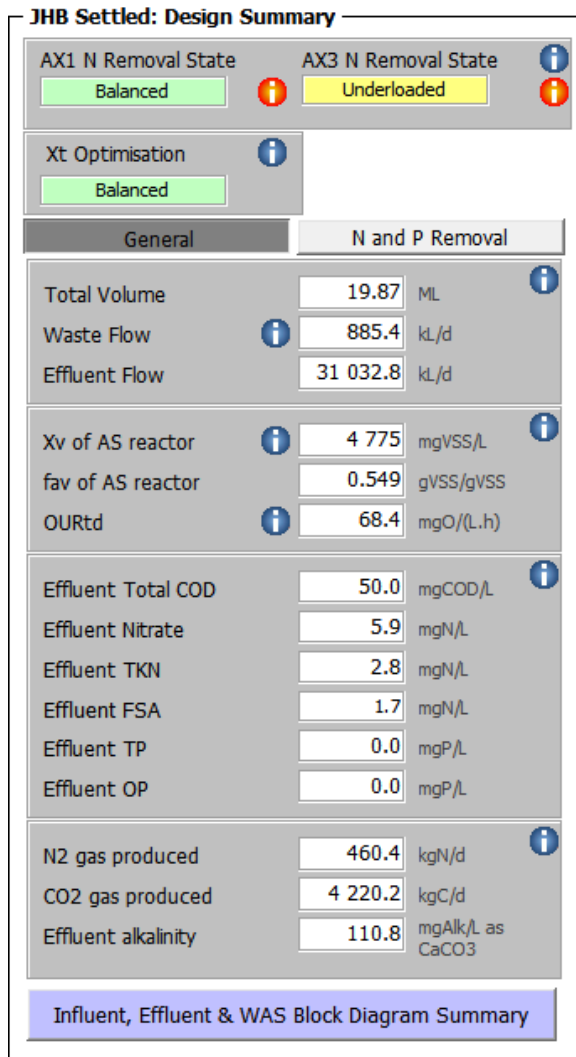 JHB Settled: Design Summary
AX1 N Removal State AX3 N Removal State
Balanced Underloaded
Xt Optimisation
Balanced
General N and P Removal
Total Volume 19.87 ML
Waste Flow 885.4 kL/d
Effluent Flow 31 032.8 kL/d
Xv of AS reactor 4 775 mgVSS/L
fav of AS reactor 0.549 gVSS/gVSS
OURtd 68.4 mgO/(L.h)
Effluent Total COD 50.0 mgCOD/L
Effluent Nitrate 5.9 mgN/L
Effluent TKN 2.8 mgN/L
Effluent FSA 1.7 mgN/L
Effluent TP 0.0 mgP/L
Effluent OP 0.0 mgP/L
N2 gas produced 460.4 kgN/d
CO2 gas produced 4 220.2 kgC/d
Effluent alkalinity 110.8 mgAlk/L as
CaCO3
Influent, Effluent & WAS Block Diagram Summary